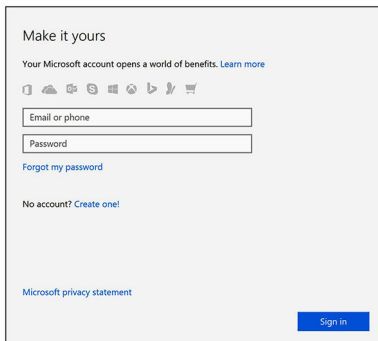 Make it yours
Your Microsoft account opens a world of benefits. Learn more
Email or phone
Password
Forgot my password
No account? Create one!
Microsoft privacy statement
Sign in